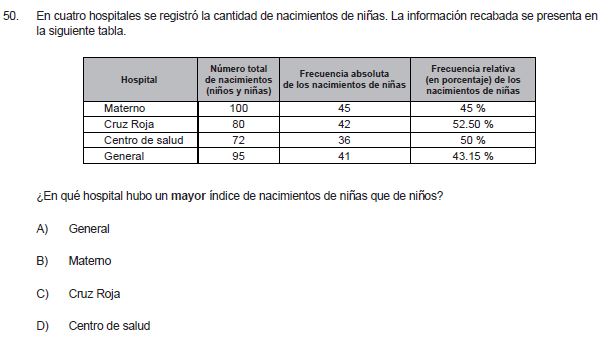 50. En cuatro hospitales se registró la cantidad de nacimientos de niñas. La información recabada se presenta en
la siguiente tabla.
Hospital Número total de nacimientos (niños y niñas) Frecuencia absoluta de los nacimientos de niñas Frecuencia relativa (en porcentaje) de los nacimientos de niñas
Materno 100 45 45 %
Cruz Roja 80 42 52.50 %
Centro de salud 72 36 50 %
General 95 41 43.15 %
¿En qué hospital hubo un mayor índice de nacimientos de niñas que de niños?
A) General
B) Materno
C) Cruz Roja
D) Centro de salud